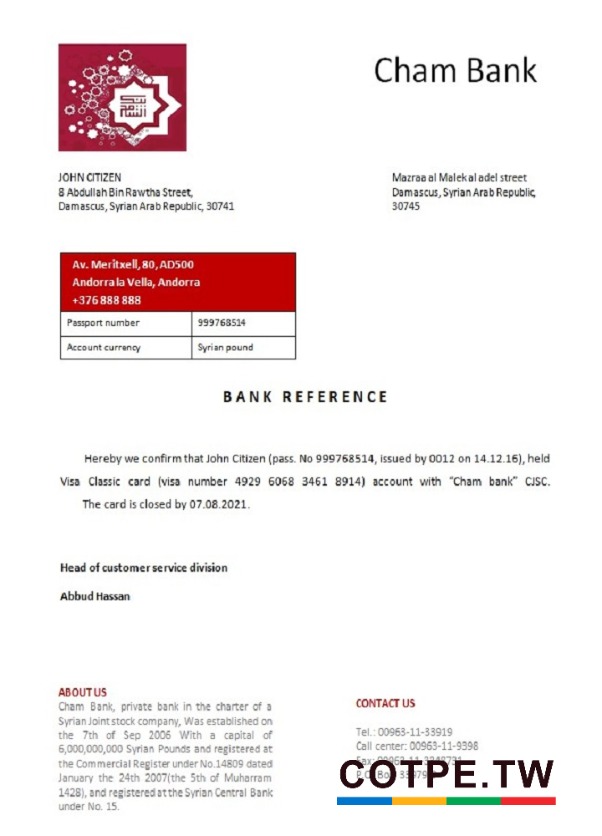 بنك
الشام
Cham Bank
JOHN CITIZEN
8 Abdullah Bin Rawtha Street,
Damascus, Syrian Arab Republic, 30741
Mazraa al Malek al adel street
Damascus, Syrian Arab Republic,
30745
Av. Meritxell, 80, AD500
Andorra la Vella, Andorra
+376 888 888
Passport number 999768514
Account currency Syrian pound
BANK REFERENCE
Hereby we confirm that John Citizen (pass. No 999768514, issued by 0012 on 14.12.16), held
Visa Classic card (visa number 4929 6068 3461 8914) account with “Cham bank” CJSC.
The card is closed by 07.08.2021.
Head of customer service division
Abbud Hassan
ABOUT US
Cham Bank, private bank in the charter of a
Syrian Joint stock company, Was established on
the 7th of Sep 2006 With a capital of
6,000,000,000 Syrian Pounds and registered at
the Commercial Register under No.14809 dated
January the 24th 2007(the 5th of Muharram
1428), and registered at the Syrian Central Bank
under No. 15.
CONTACT US
Tel.: 00963-11-33919
Call center: 00963-11-9398
Fax: 00963-11-
P.O. Box
COTPE.TW